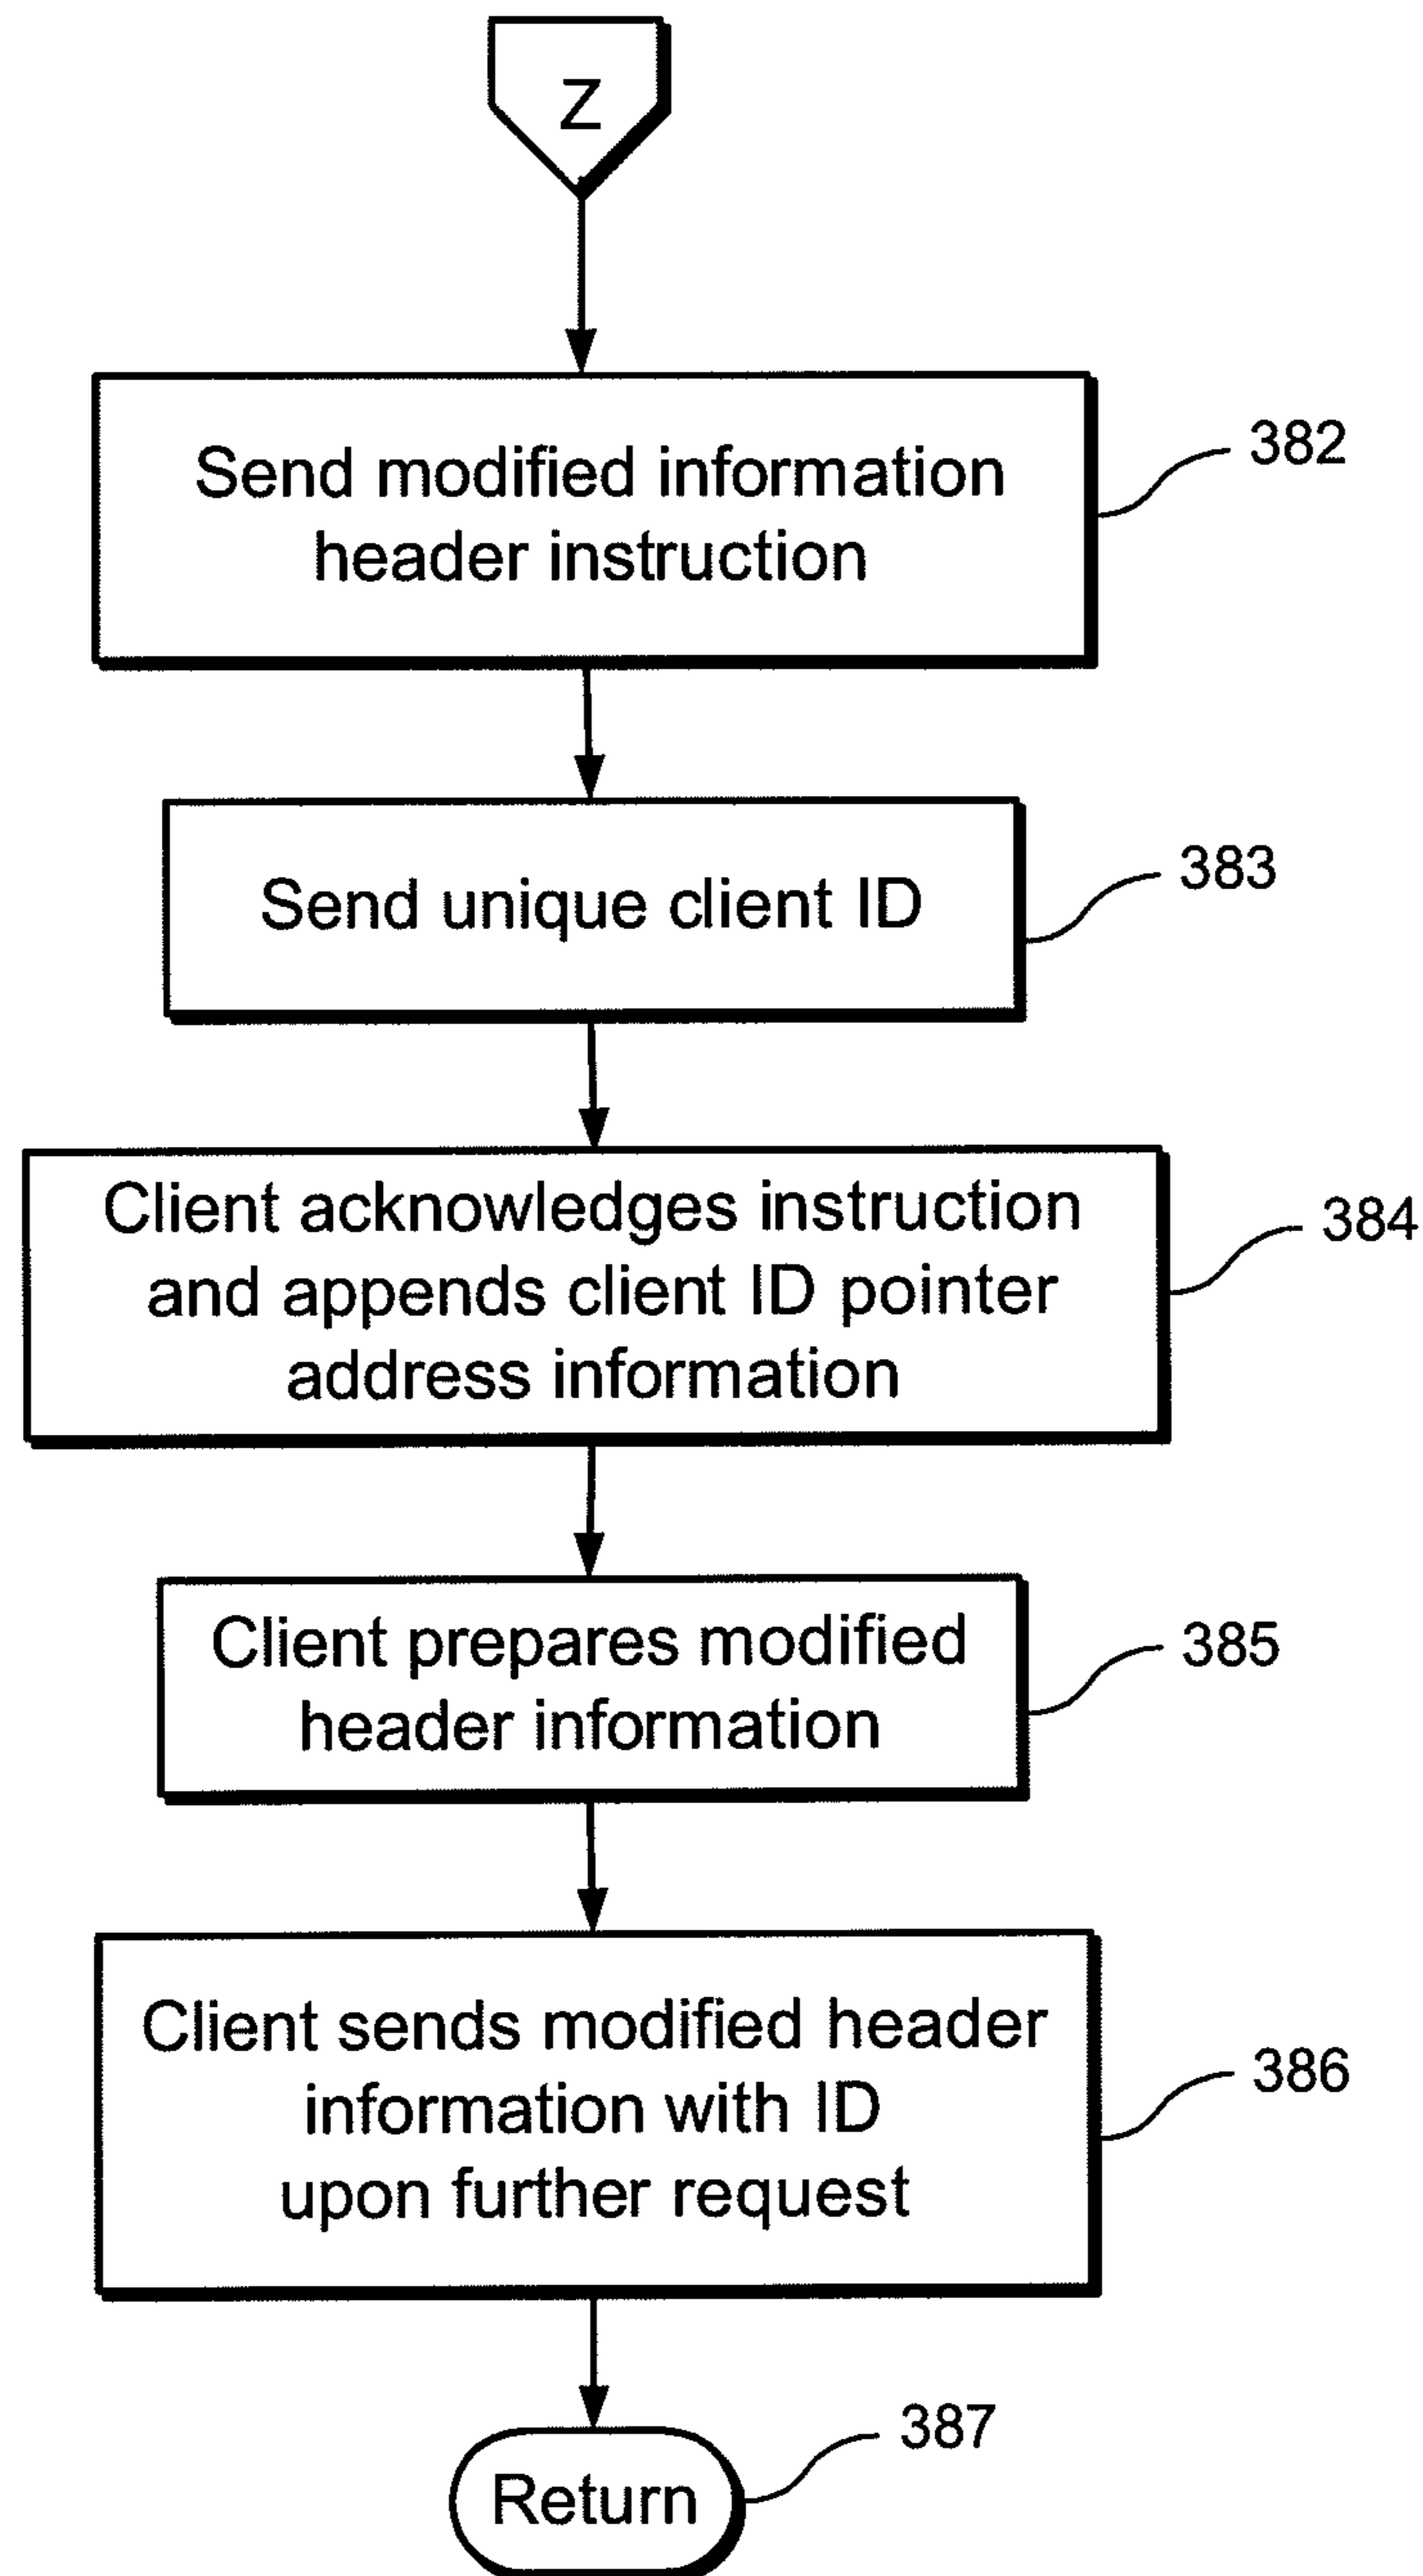 Z
Send modified information
header instruction
382
Send unique client ID
383
Client acknowledges instruction
and appends client ID pointer
address information
384
Client prepares modified
header information
385
Client sends modified header
information with ID
upon further request
386
Return
387